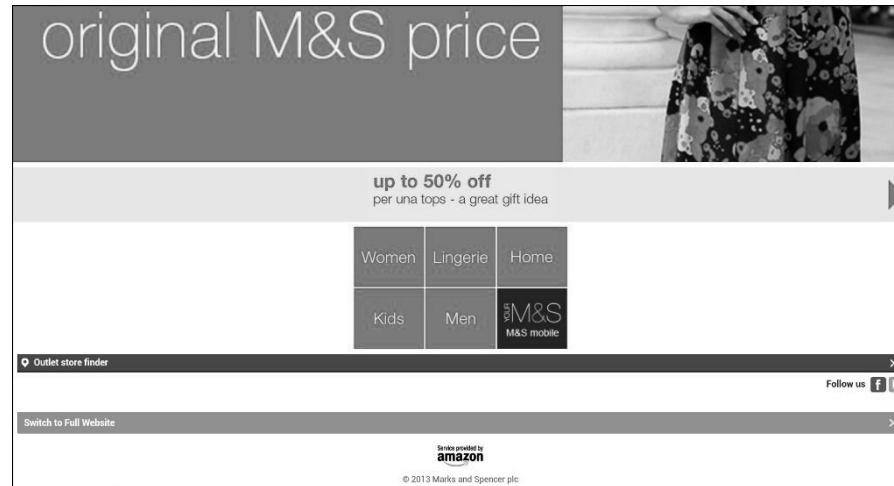 original M&S price
up to 50% off
per una tops - a great gift idea
Women Lingerie Home
Kids Men YOUR M&S
M&S mobile
Outlet store finder
Follow us f
Switch to Full Website
Service provided by
amazon
© 2013 Marks and Spencer plc